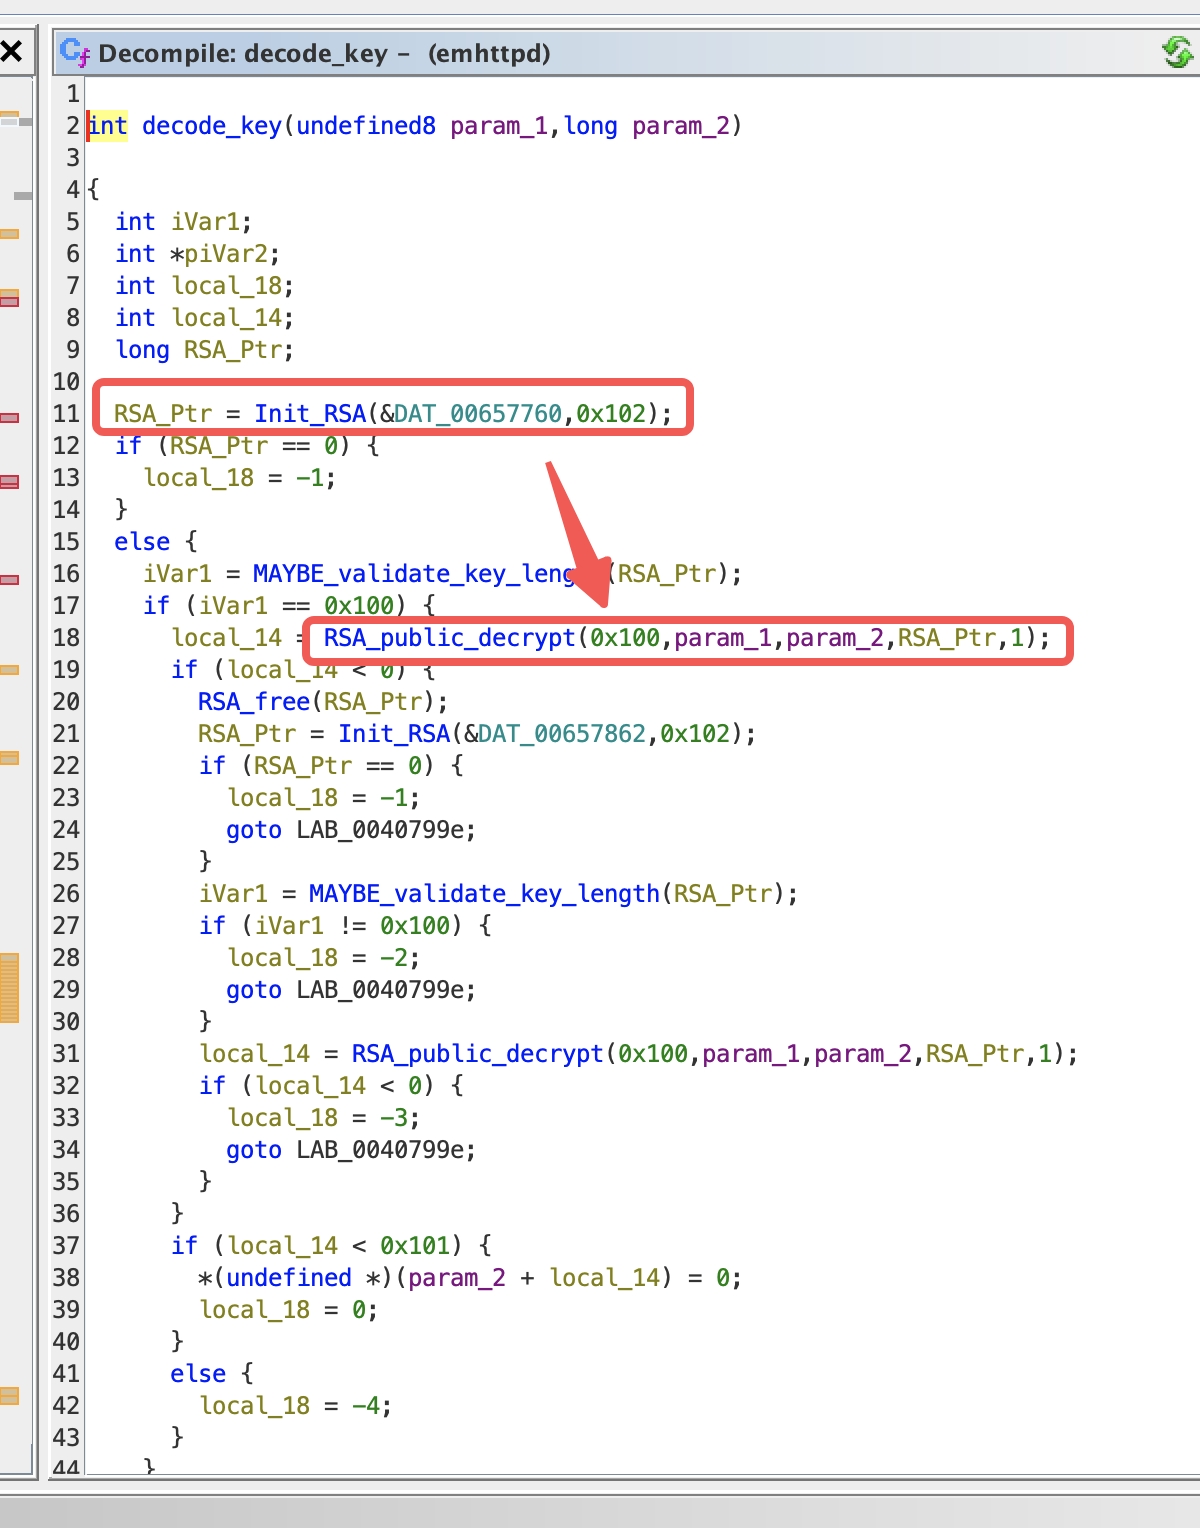 Decompile: decode_key - (emhttpd)
1
2 int decode_key(undefined8 param_1,long param_2)
3
4 {
5 int iVar1;
6 int *piVar2;
7 int local_18;
8 int local_14;
9 long RSA_Ptr;
10
11 RSA_Ptr = Init_RSA(&DAT_00657760,0x102);
12 if (RSA_Ptr == 0) {
13 local_18 = -1;
14 }
15 else {
16 iVar1 = MAYBE_validate_key_leng (RSA_Ptr);
17 if (iVar1 == 0x100) {
18 local_14 = RSA_public_decrypt(0x100,param_1,param_2,RSA_Ptr,1);
19 if (local_14 < 0) {
20 RSA_free(RSA_Ptr);
21 RSA_Ptr = Init_RSA(&DAT_00657862,0x102);
22 if (RSA_Ptr == 0) {
23 local_18 = -1;
24 goto LAB_0040799e;
25 }
26 iVar1 = MAYBE_validate_key_length(RSA_Ptr);
27 if (iVar1 != 0x100) {
28 local_18 = -2;
29 goto LAB_0040799e;
30 }
31 local_14 = RSA_public_decrypt(0x100,param_1,param_2,RSA_Ptr,1);
32 if (local_14 < 0) {
33 local_18 = -3;
34 goto LAB_0040799e;
35 }
36 }
37 if (local_14 < 0x101) {
38 *(undefined *)(param_2 + local_14) = 0;
39 local_18 = 0;
40 }
41 else {
42 local_18 = -4;
43 }
44 }